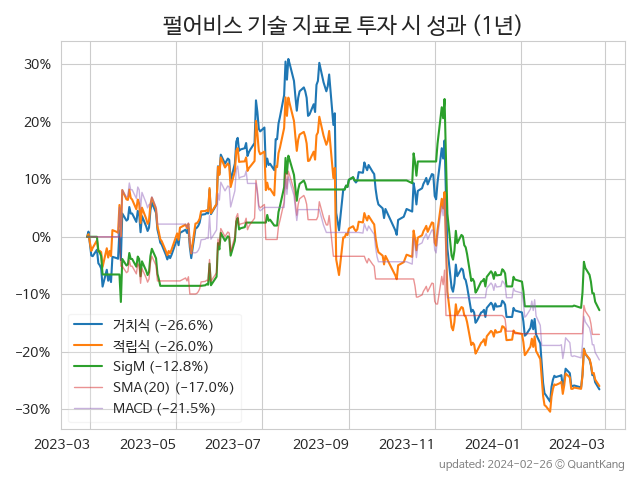 펄어비스 기술 지표로 투자 시 성과 (1년)
30%
20%
10%
0%
−10%
−20%
−30%
거치식 (−26.6%)
적립식 (−26.0%)
SigM (−12.8%)
SMA(20) (−17.0%)
MACD (−21.5%)
2023-03 2023-05 2023-07 2023-09 2023-11 2024-01 2024-03
updated: 2024-02-26 © QuantKang